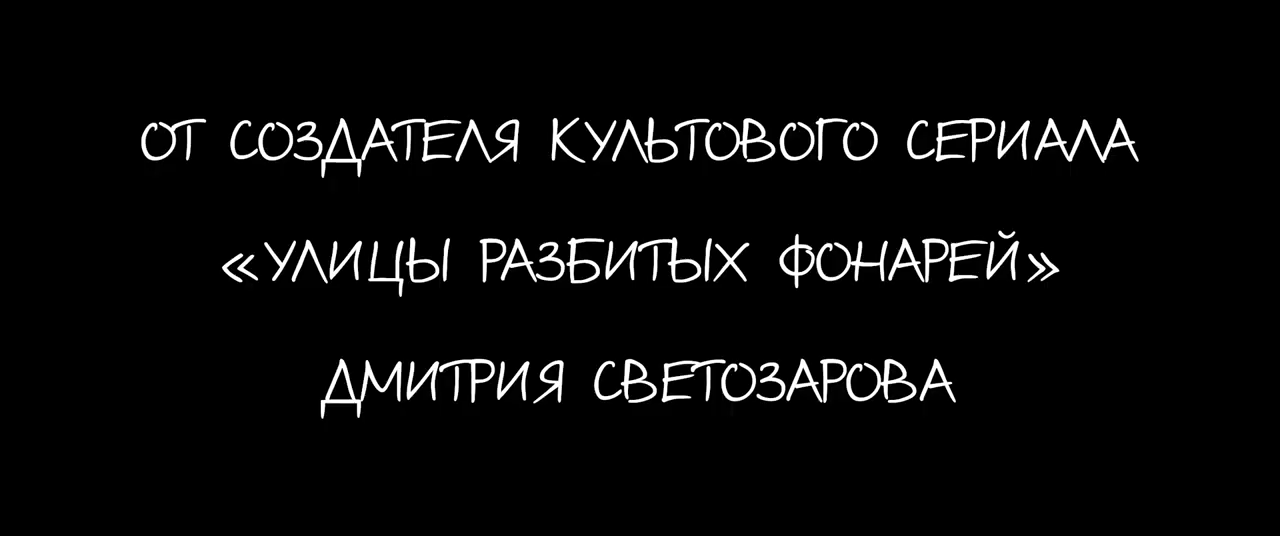 ОТ СОЗДАТЕЛЯ КУЛЬТОВОГО СЕРИАЛА
«УЛИЦЫ РАЗБИТЫХ ФОНАРЕЙ»
ДМИТРИЯ СВЕТОЗАРОВА